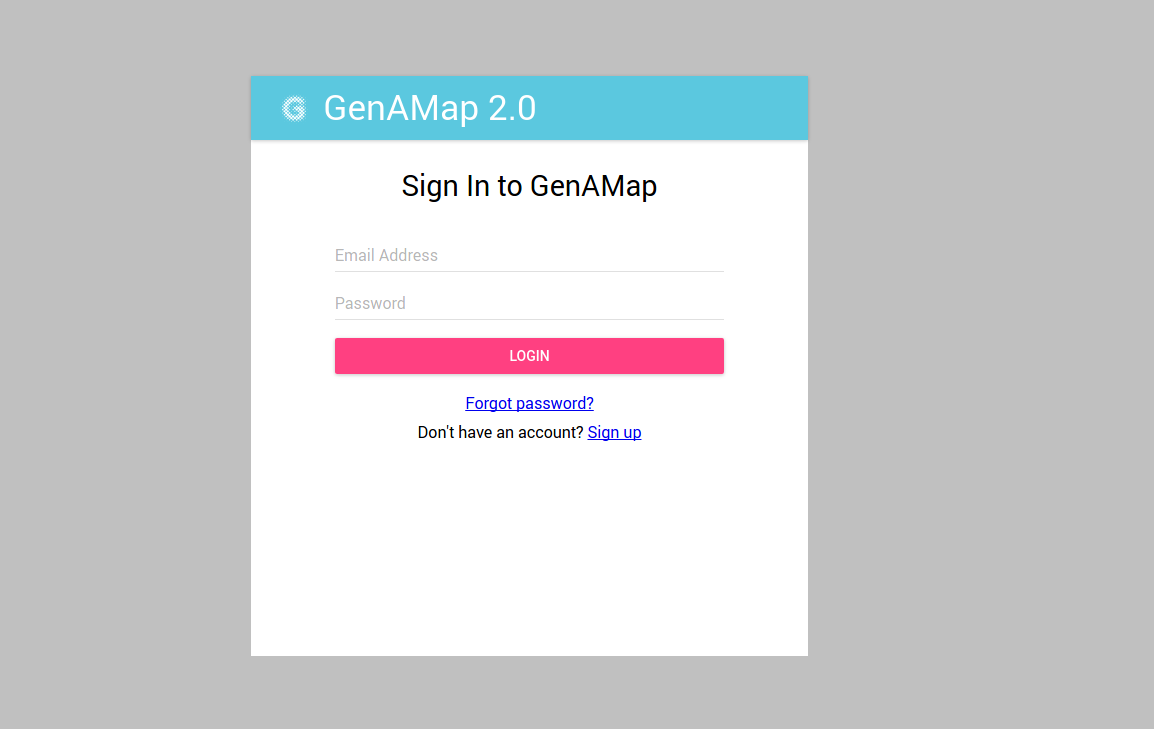 G GenAMap 2.0
Sign In to GenAMap
Email Address
Password
LOGIN
Forgot password?
Don't have an account? Sign up